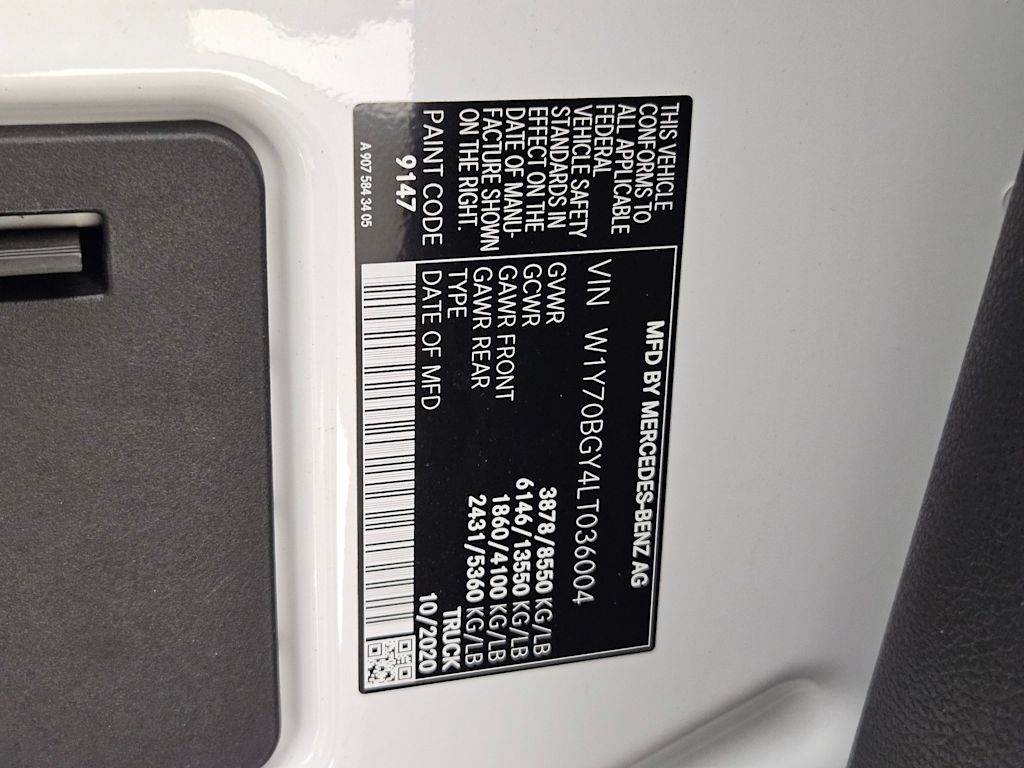 THIS VEHICLE
CONFORMS TO
ALL APPLICABLE
FEDERAL
VEHICLE SAFETY
STANDARDS IN
EFFECT ON THE
DATE OF MANU-
FACTURE SHOWN
ON THE RIGHT.
PAINT CODE
9147
A 907 584 34 05
MFD BY MERCEDES-BENZ AG
VIN W1Y70BGY4LT036004
GVWR 3878/8550 KG/LB
GCWR 6146/13550 KG/LB
GAWR FRONT 1860/4100 KG/LB
GAWR REAR 2431/5360 KG/LB
TYPE TRUCK
DATE OF MFD 10/2020